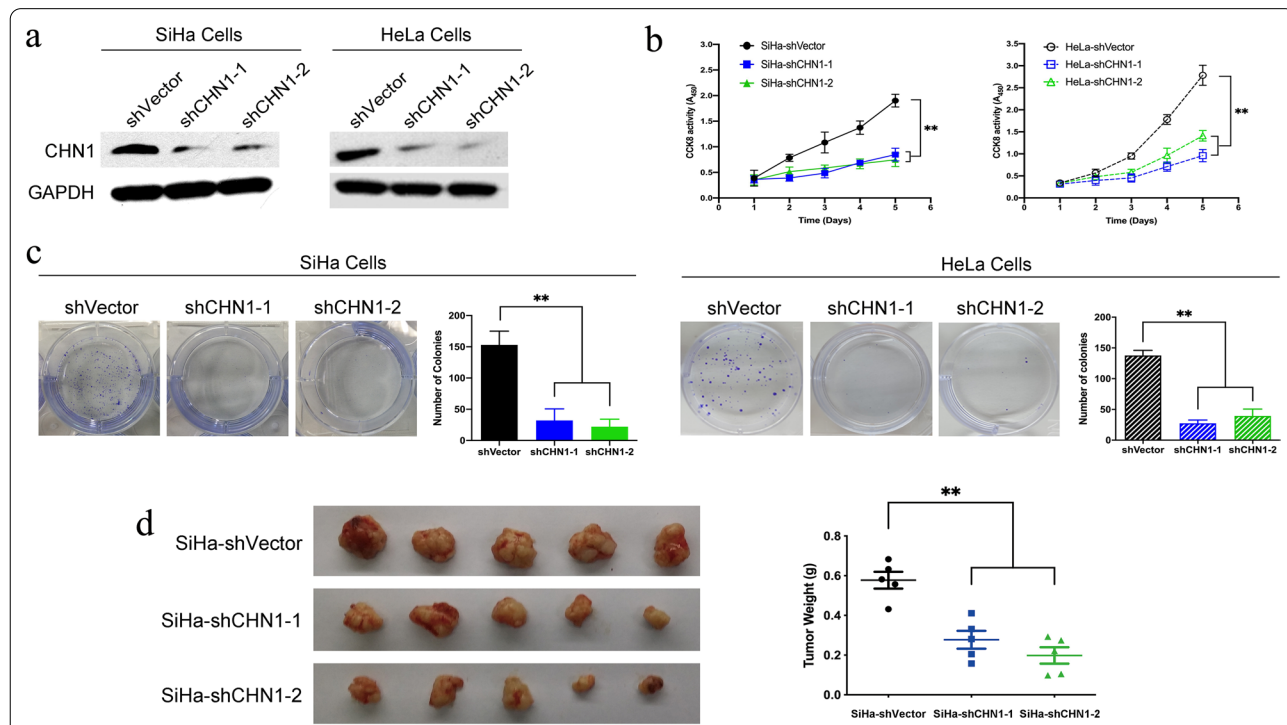 a
SiHa Cells
HeLa Cells
shVector
shCHN1-1
shCHN1-2
shVector
shCHN1-1
shCHN1-2
CHN1
GAPDH
b
CCK8 activity (A450)
3.0
2.5
2.0
1.5
1.0
0.5
0.0
0 1 2 3 4 5 6
Time (Days)
SiHa-shVector
SiHa-shCHN1-1
SiHa-shCHN1-2
**
CCK8 activity (A450)
3.0
2.5
2.0
1.5
1.0
0.5
0.0
0 1 2 3 4 5 6
Time (Days)
HeLa-shVector
HeLa-shCHN1-1
HeLa-shCHN1-2
**
c
SiHa Cells
shVector shCHN1-1 shCHN1-2
Number of Colonies
200
150
100
50
0
**
shVector shCHN1-1 shCHN1-2
HeLa Cells
shVector shCHN1-1 shCHN1-2
Number of colonies
200
150
100
50
0
**
shVector shCHN1-1 shCHN1-2
d
SiHa-shVector
SiHa-shCHN1-1
SiHa-shCHN1-2
Tumor Weight (g)
0.8
0.6
0.4
0.2
0.0
**
SiHa-shVector SiHa-shCHN1-1 SiHa-shCHN1-2